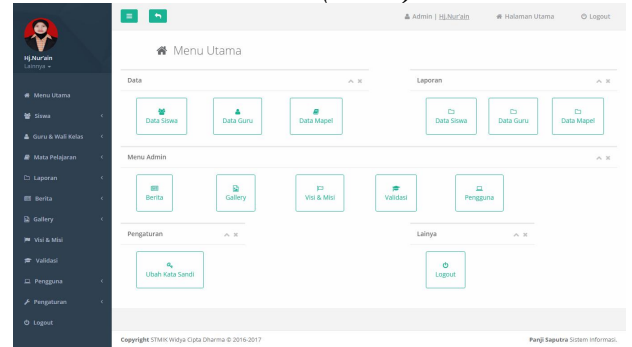 Admin | Hj.Nurain
Halaman Utama
Logout
Hj.Nurain
Lainnya
Menu Utama
Menu Utama
Siswa
Guru & Wali Kelas
Mata Pelajaran
Laporan
Berita
Gallery
Visi & Misi
Validasi
Pengguna
Pengaturan
Logout
Data
Data Siswa
Data Guru
Data Mapel
Laporan
Data Siswa
Data Guru
Data Mapel
Menu Admin
Berita
Gallery
Visi & Misi
Validasi
Pengguna
Pengaturan
Ubah Kata Sandi
Lainya
Logout
Copyright STMIK Widya Cipta Dharma © 2016-2017
Panji Saputra Sistem Informasi.